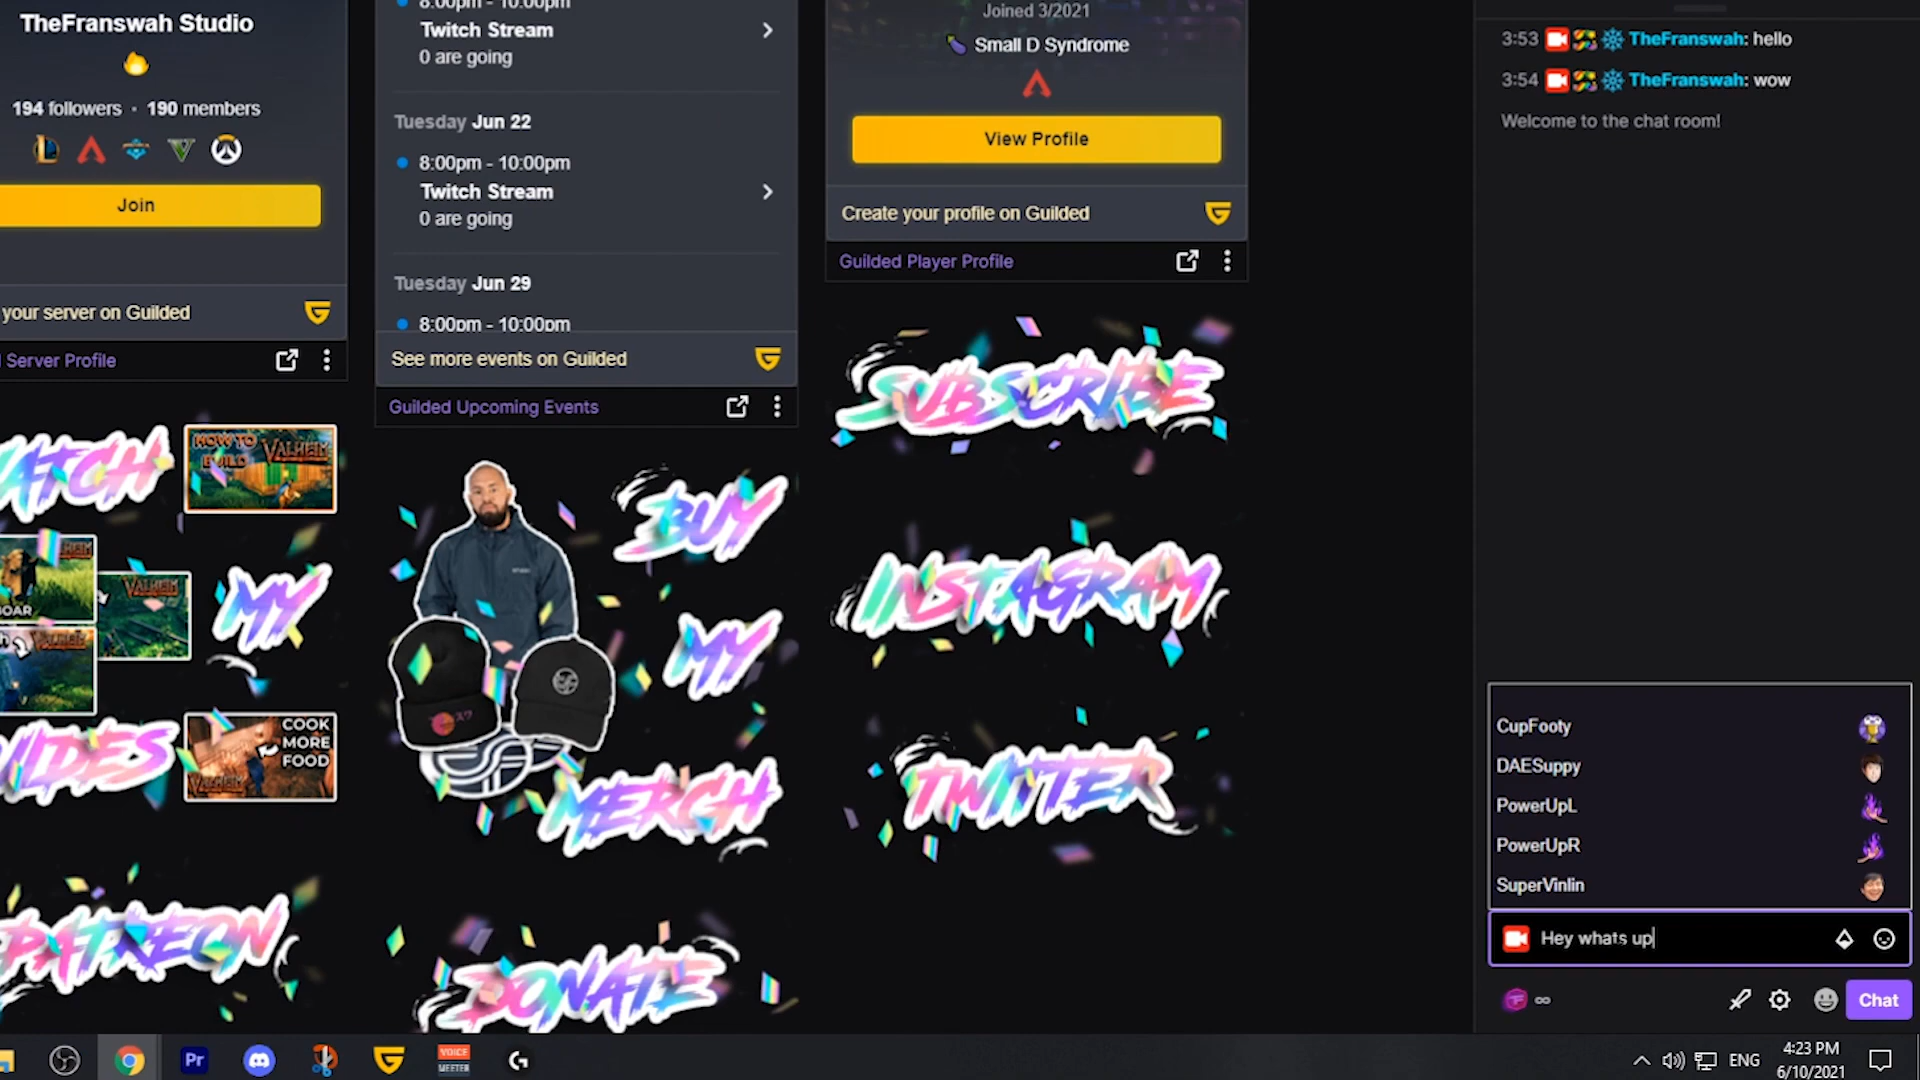 TheFranswah Studio
194 followers • 190 members
Join
your server on Guilded
Server Profile
8:00pm - 10:00pm
Twitch Stream
0 are going
Tuesday Jun 22
8:00pm - 10:00pm
Twitch Stream
0 are going
Tuesday Jun 29
8:00pm - 10:00pm
See more events on Guilded
Guilded Upcoming Events
Joined 3/2021
Small D Syndrome
View Profile
Create your profile on Guilded
Guilded Player Profile
ATCH
HOW TO
BUILD
VALHEIM
VALHEIM
MY
IDES
COOK
MORE
FOOD
VALHEIM
PATREON
BUY
MY
MERCH
DONATE
SUBSCRIBE
INSTAGRAM
TWITTER
3:53 TheFranswah: hello
3:54 TheFranswah: wow
Welcome to the chat room!
CupFooty
DAESuppy
PowerUpL
PowerUpR
SuperVinlin
Hey whats up
∞
Chat
Pr
VOICE
MEETER
ENG
4:23 PM
6/10/2021